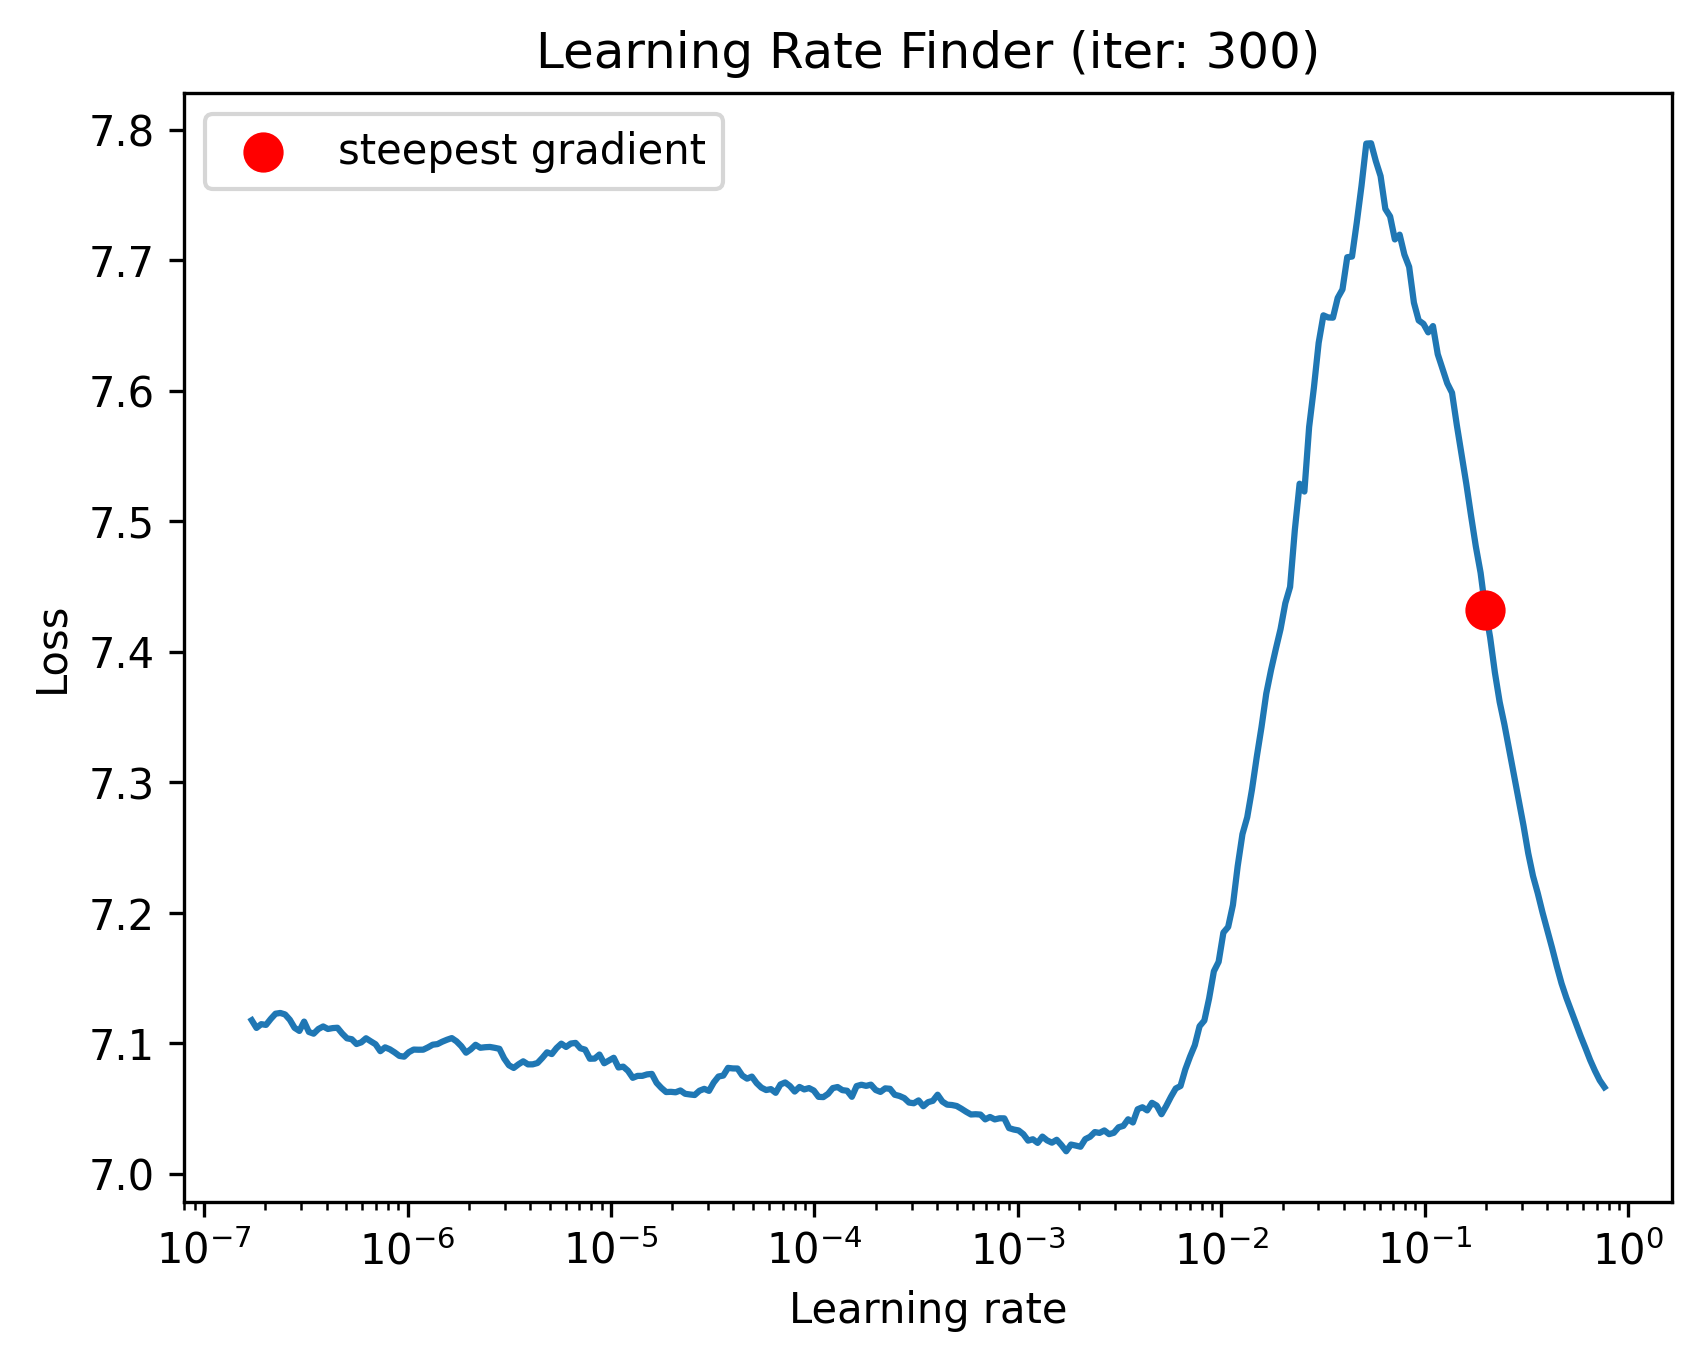 Learning Rate Finder (iter: 300)
steepest gradient
7.8
7.7
7.6
7.5
7.4
7.3
7.2
7.1
7.0
Loss
10⁻⁷ 10⁻⁶ 10⁻⁵ 10⁻⁴ 10⁻³ 10⁻² 10⁻¹ 10⁰
Learning rate